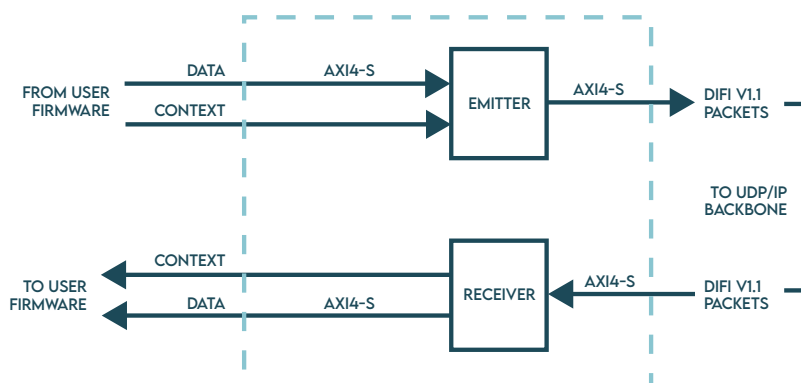 DATA
AXI4-S
FROM USER
FIRMWARE
CONTEXT
EMITTER
AXI4-S
DIFI V1.1
PACKETS
TO UDP/IP
BACKBONE
CONTEXT
TO USER
FIRMWARE
DATA
AXI4-S
RECEIVER
AXI4-S
DIFI V1.1
PACKETS